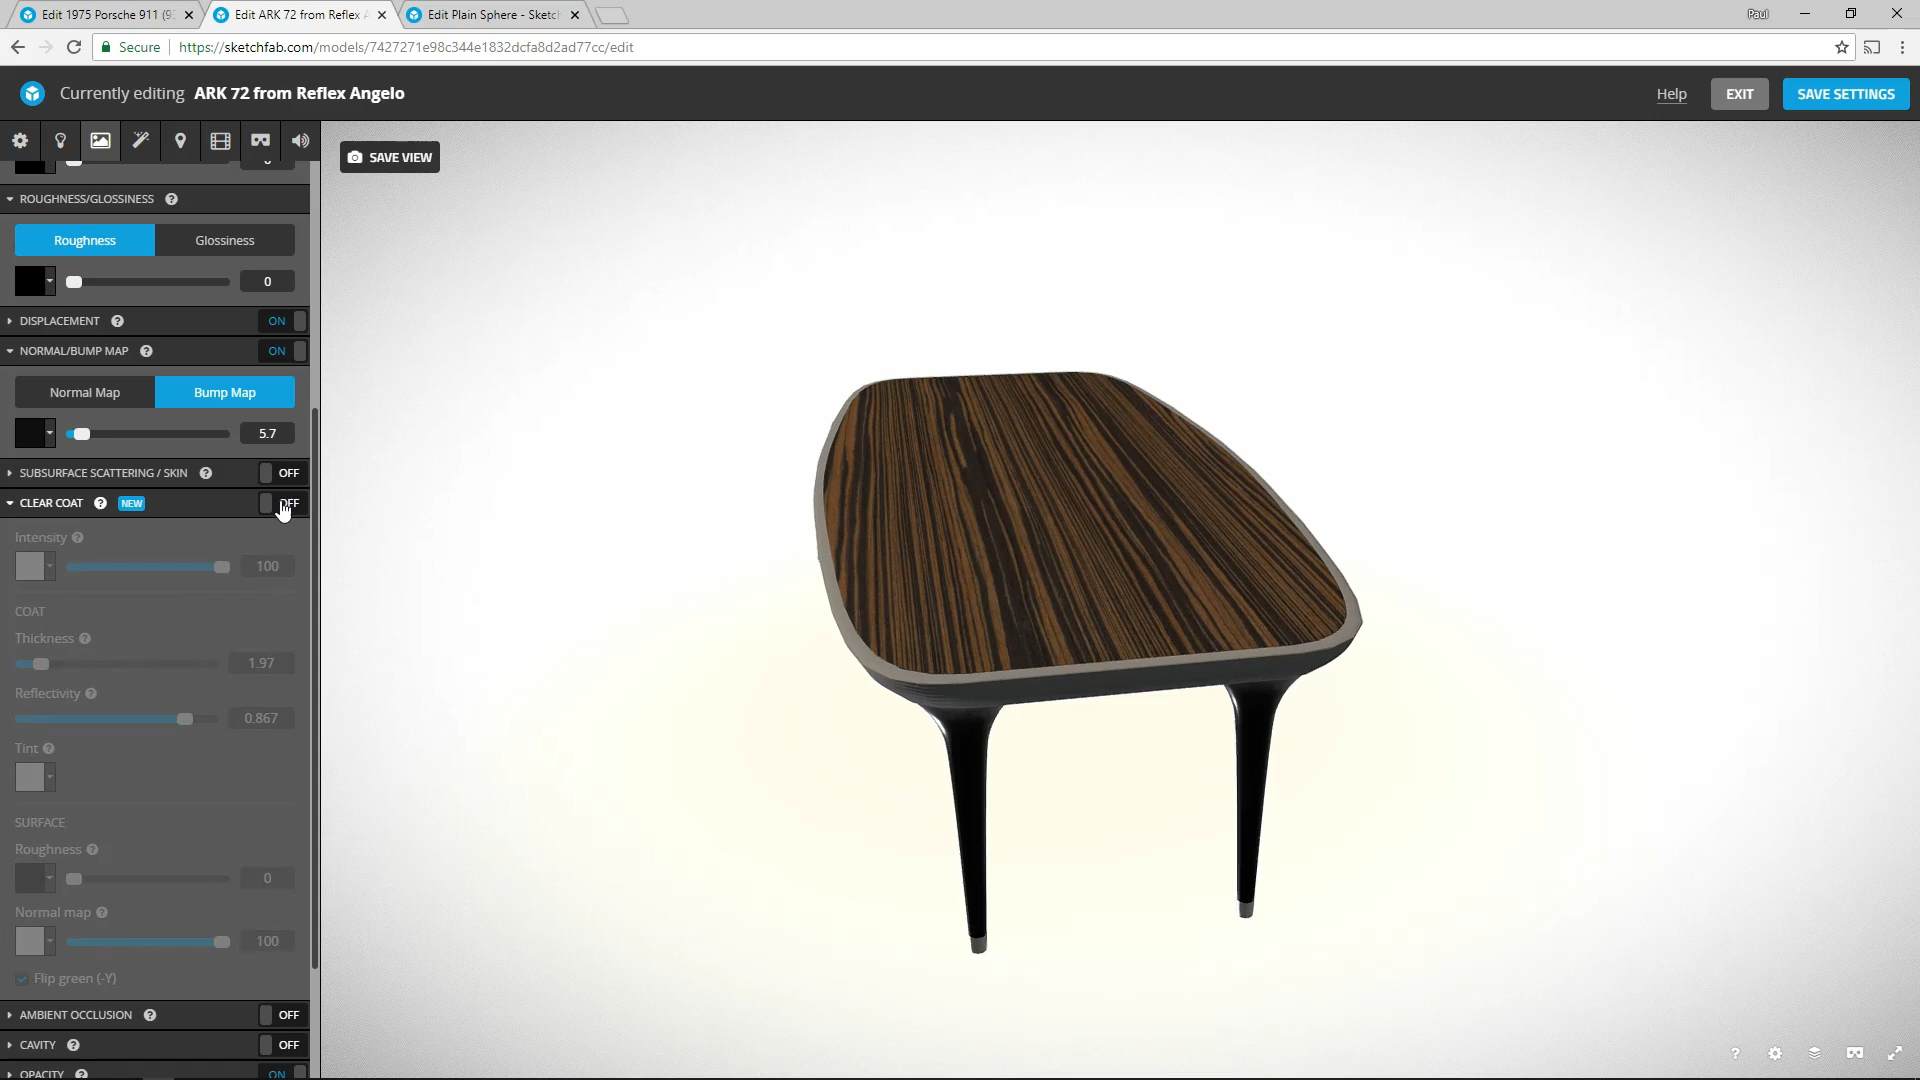 Edit 1975 Porsche 911 (93
Edit ARK 72 from Reflex A
Edit Plain Sphere - Sketch
Paul
Secure
https://sketchfab.com/models/7427271e98c344e1832dcfa8d2ad77cc/edit
Currently editing ARK 72 from Reflex Angelo
Help
EXIT
SAVE SETTINGS
SAVE VIEW
ROUGHNESS/GLOSSINESS ?
Roughness
Glossiness
0
DISPLACEMENT ? ON
NORMAL/BUMP MAP ? ON
Normal Map
Bump Map
5.7
SUBSURFACE SCATTERING / SKIN ? OFF
CLEAR COAT ? NEW OFF
Intensity ?
100
COAT
Thickness ?
1.97
Reflectivity ?
0.867
Tint ?
SURFACE
Roughness ?
0
Normal map ?
100
Flip green (-Y)
AMBIENT OCCLUSION ? OFF
CAVITY ? OFF
OPACITY ? ON
?